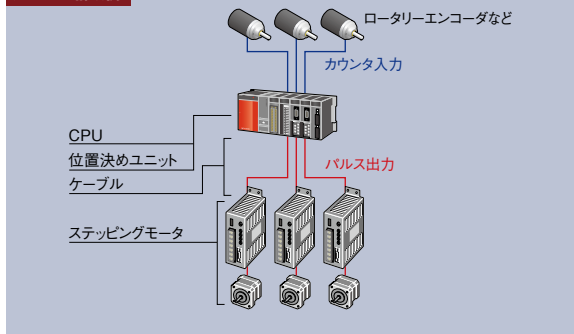 ロータリーエンコーダなど
カウンタ入力
CPU
位置決めユニット
ケーブル
パルス出力
ステッピングモータ